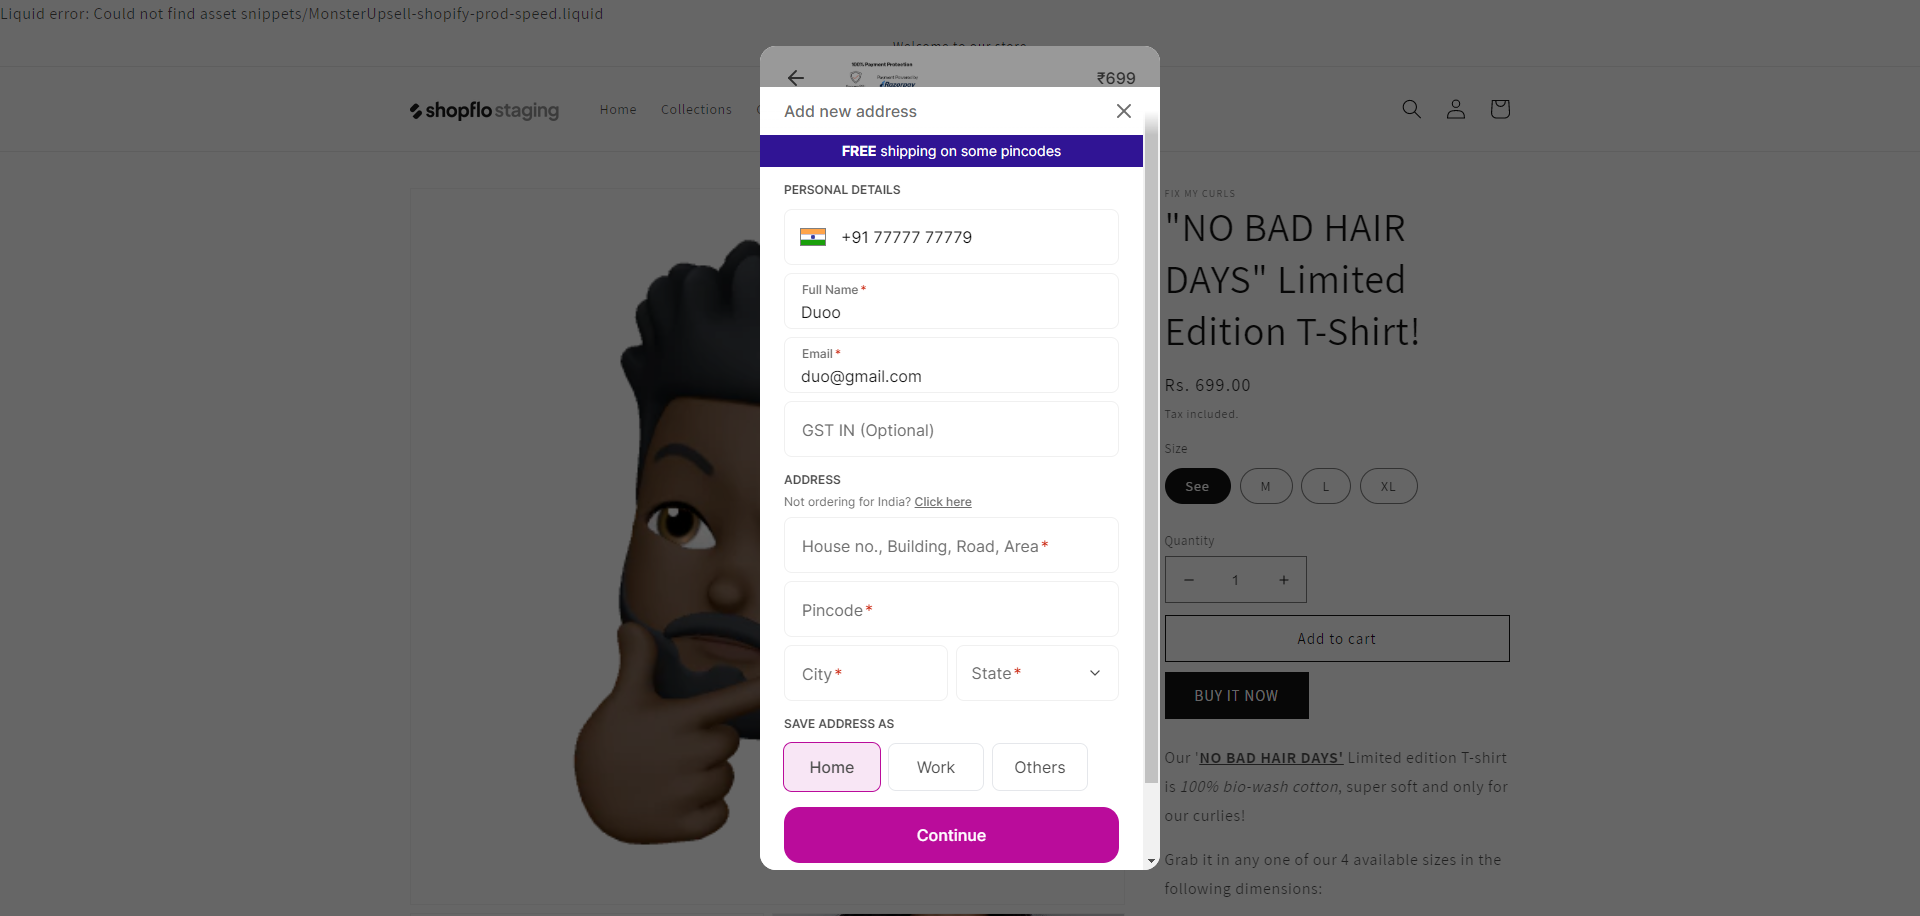 Liquid error: Could not find asset snippets/MonsterUpsell-shopify-prod-speed.liquid
Welcome to our store
shopflo staging
Home
Collections
100% Payment Protection
Payment Powered by
Razorpay
₹699
Add new address
FREE shipping on some pincodes
PERSONAL DETAILS
+91 77777 77779
Full Name*
Duoo
Email*
duo@gmail.com
GST IN (Optional)
ADDRESS
Not ordering for India? Click here
House no., Building, Road, Area*
Pincode*
City*
State*
SAVE ADDRESS AS
Home
Work
Others
Continue
FIX MY CURLS
"NO BAD HAIR
DAYS" Limited
Edition T-Shirt!
Rs. 699.00
Tax included.
Size
See
M
L
XL
Quantity
1
Add to cart
BUY IT NOW
Our 'NO BAD HAIR DAYS' Limited edition T-shirt
is 100% bio-wash cotton, super soft and only for
our curlies!
Grab it in any one of our 4 available sizes in the
following dimensions: